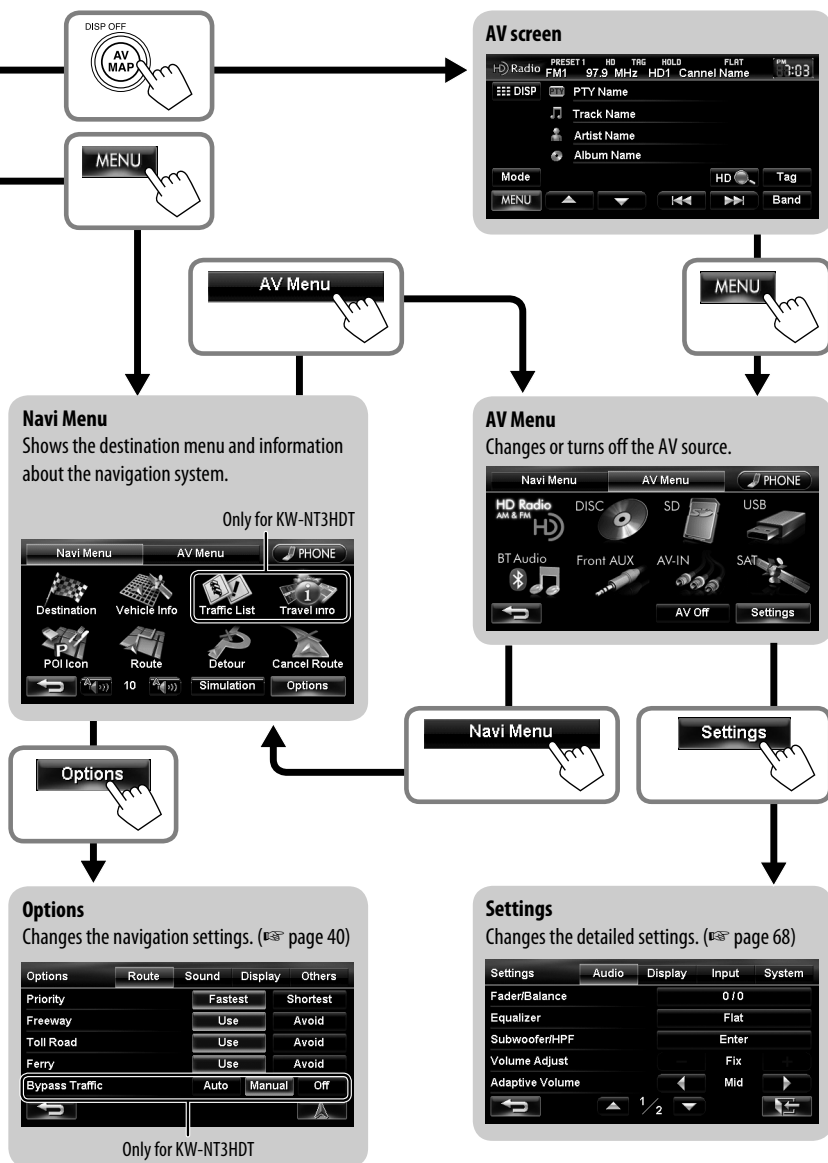 DISP OFF
AV
MAP
AV screen
HD Radio PRESET 1 HD TAG HOLD FLAT PM
FM1 97.9 MHz HD1 Cannel Name 7:03
DISP PTY PTY Name
Track Name
Artist Name
Album Name
Mode HD Tag
MENU Band
MENU
AV Menu
MENU
Navi Menu
Shows the destination menu and information
about the navigation system.
Only for KW-NT3HDT
Navi Menu AV Menu PHONE
Destination Vehicle Info Traffic List Travel Info
P
POI Icon Route Detour Cancel Route
10 Simulation Options
AV Menu
Changes or turns off the AV source.
Navi Menu AV Menu PHONE
HD Radio DISC SD USB
AM & FM
HD
BT Audio Front AUX AV-IN SAT
AV Off Settings
Options
Navi Menu
Settings
Options
Changes the navigation settings. (☞ page 40)
Options Route Sound Display Others
Priority Fastest Shortest
Freeway Use Avoid
Toll Road Use Avoid
Ferry Use Avoid
Bypass Traffic Auto Manual Off
Only for KW-NT3HDT
Settings
Changes the detailed settings. (☞ page 68)
Settings Audio Display Input System
Fader/Balance 0 / 0
Equalizer Flat
Subwoofer/HPF Enter
Volume Adjust − Fix +
Adaptive Volume Mid
1/2